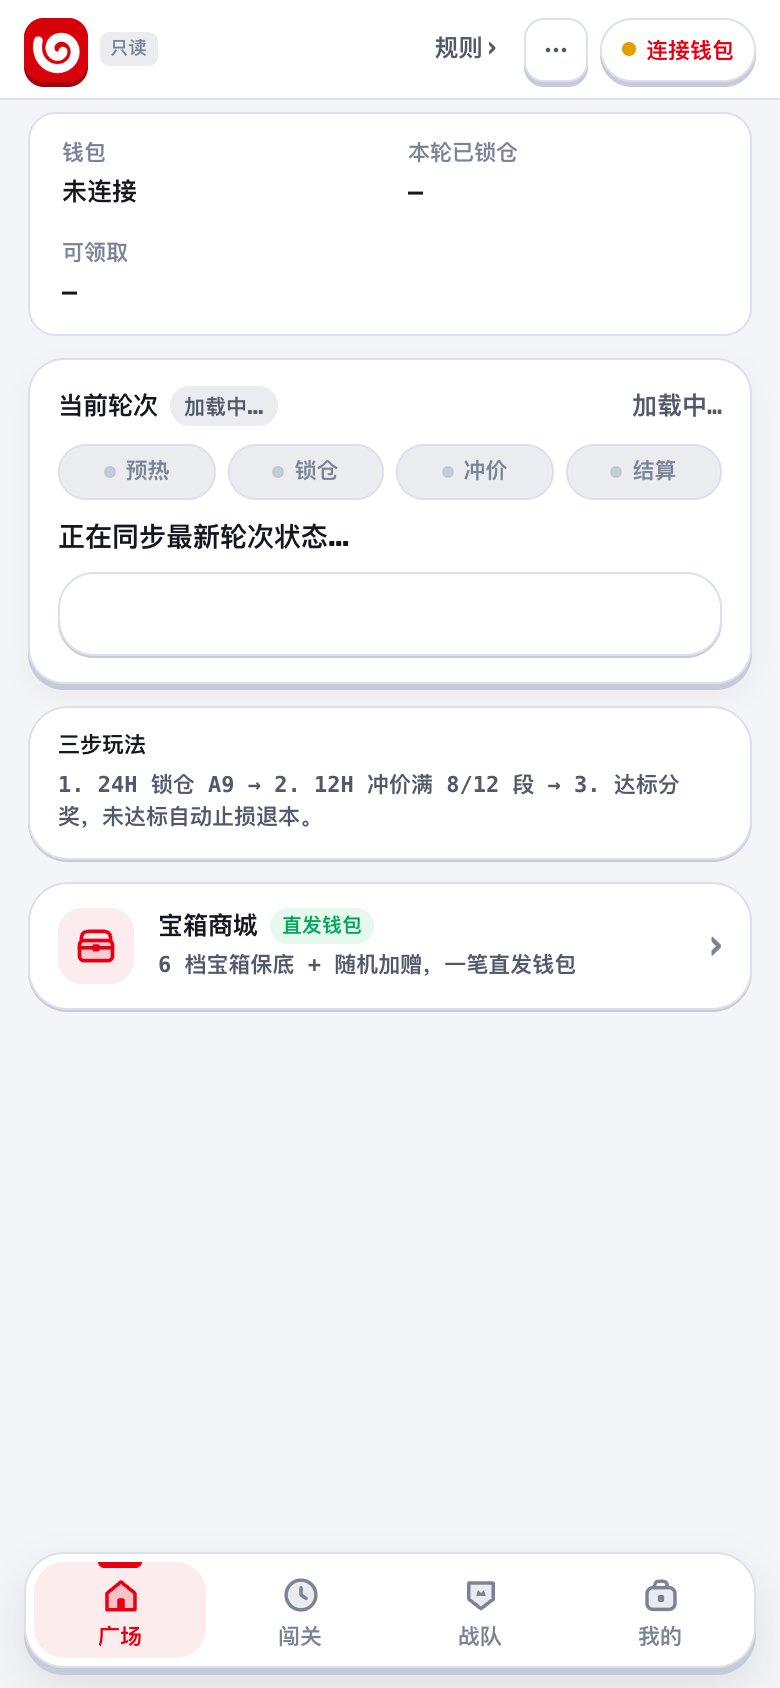 只读
规则 ›
...
连接钱包
钱包
本轮已锁仓
未连接
—
可领取
—
当前轮次
加载中…
加载中…
预热
锁仓
冲价
结算
正在同步最新轮次状态…
三步玩法
1. 24H 锁仓 A9 → 2. 12H 冲价满 8/12 段 → 3. 达标分
奖，未达标自动止损退本。
宝箱商城
直发钱包
6 档宝箱保底 + 随机加赠，一笔直发钱包
广场
闯关
战队
我的